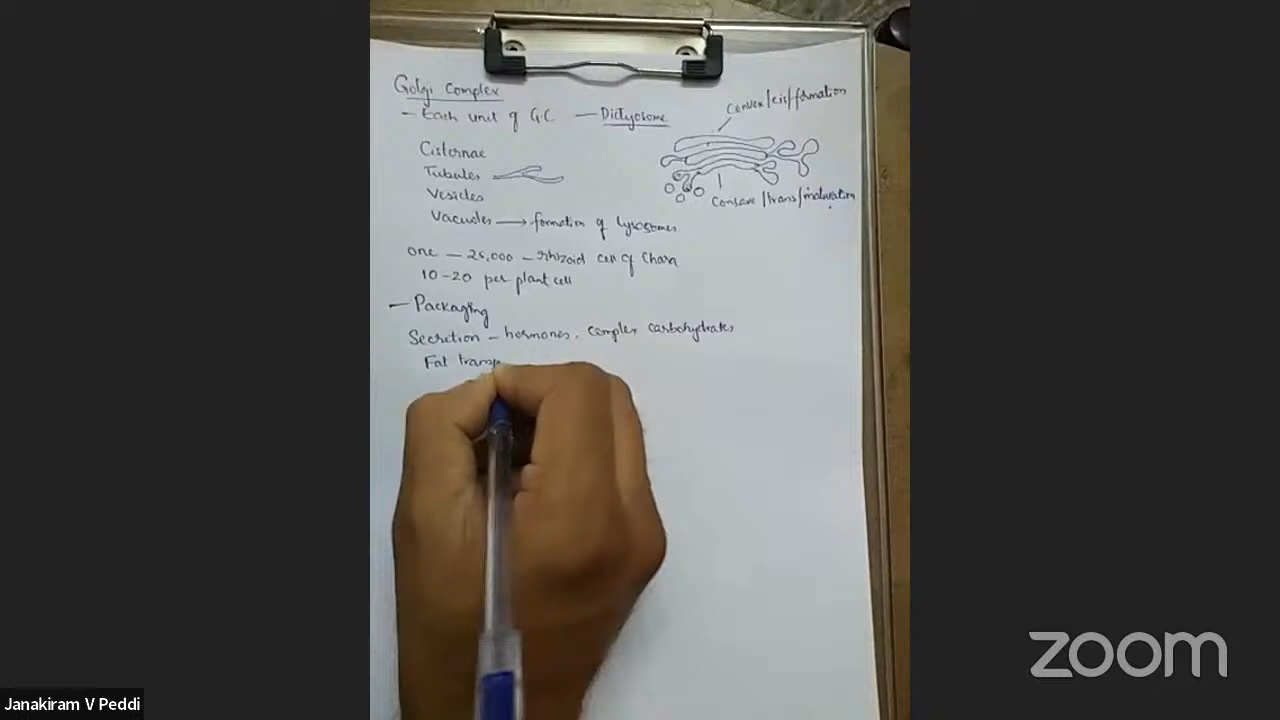 Golgi Complex
- Each unit of G.C - Dictyosome
Convex/cis/formation
Cisternae
Tubules
Vesicles
Vacuoles → formation of lysosomes
Concave/trans/maturation
one - 25,000 - rhizoid cell of Chara
10-20 per plant cell
- Packaging
Secretion - hormones, complex carbohydrates
Fat transp
zoom
Janakiram V Peddi